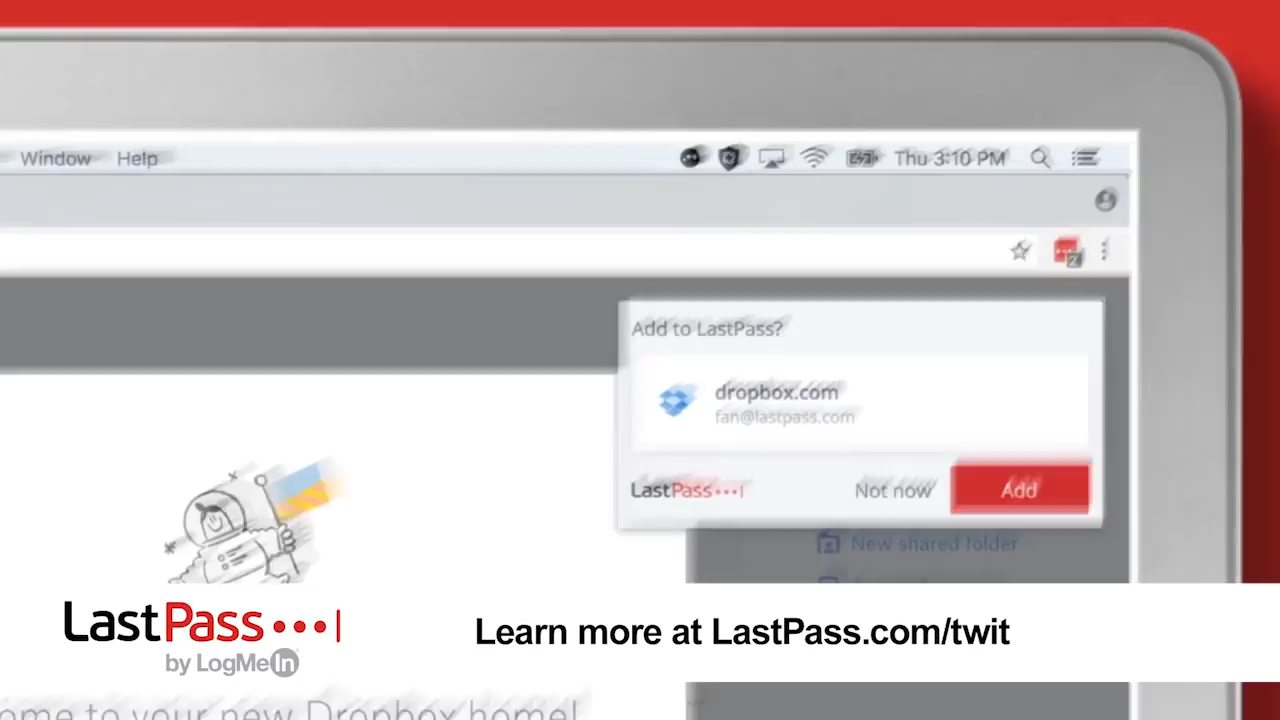 Window Help Thu 3:10 PM
2
Add to LastPass?
dropbox.com
fan@lastpass.com
LastPass Not now Add
New shared folder
LastPass
by LogMeIn
Learn more at LastPass.com/twit
ome to your new Dropbox home!